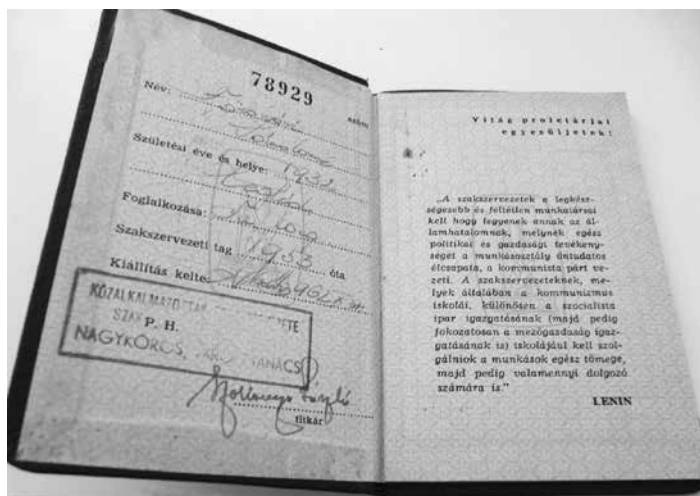 78929
szám
Név:
Születési éve és helye: 1932
Foglalkozása:
Szakszervezeti tag 1953 óta
Kiállítás kelte:
KÖZALKALMAZOTTAK
P. H.
NAGYKŐRÖS,
László
titkár
Világ proletárjai
egyesüljetek!
„A szakszervezetek a legkész-
ségesebb és feltétlen munkatársai
kell hogy legyenek annak az ál-
lamhatalomnak, melynek egész
politikai és gazdasági tevékeny-
ségét a munkásosztály öntudatos
élcsapata, a kommunista párt ve-
zeti. A szakszervezeteknek, me-
lyek általában a kommunizmus
iskolái, különösen a szocialista
ipar igazgatásának (majd pedig
fokozatosan a mezőgazdaság igaz-
gatásának is) iskolájául kell szol-
gálniok a munkások egész tömege,
majd pedig valamennyi dolgozó
számára is."
LENIN